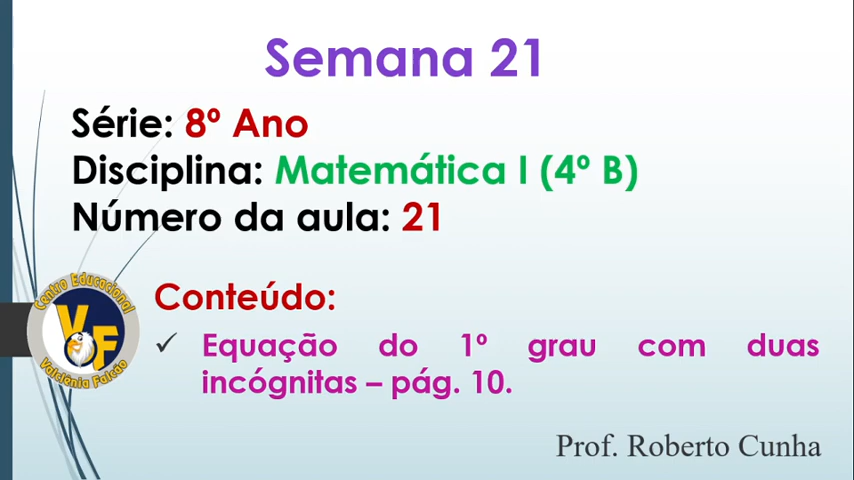 Semana 21
Série: 8º Ano
Disciplina: Matemática I (4º B)
Número da aula: 21
Centro Educacional
VF
Valciênia Falcão
Conteúdo:
✓ Equação do 1º grau com duas
incógnitas – pág. 10.
Prof. Roberto Cunha